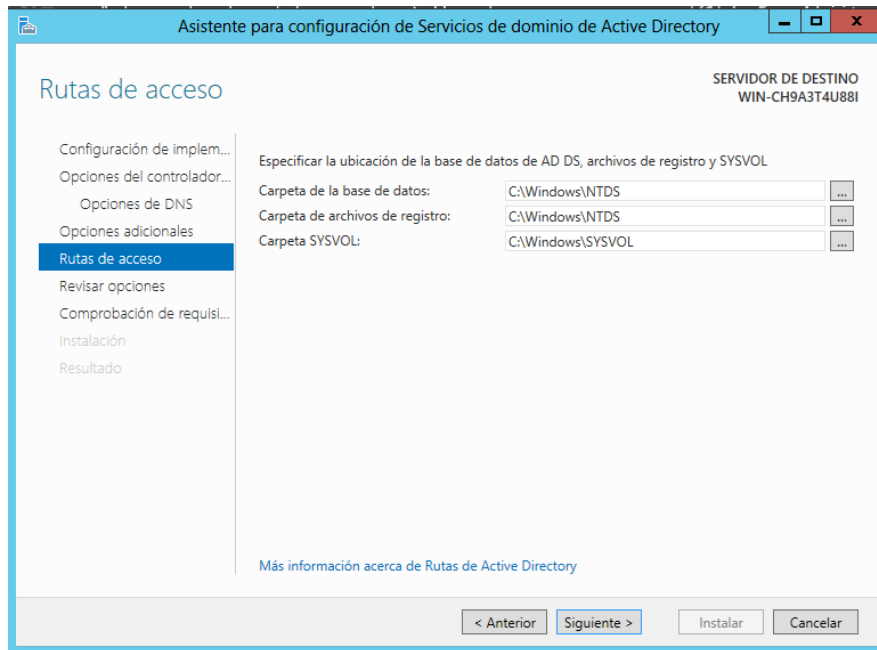 Asistente para configuración de Servicios de dominio de Active Directory
Rutas de acceso
SERVIDOR DE DESTINO
WIN-CH9A3T4U88I
Configuración de implem...
Opciones del controlador...
Opciones de DNS
Opciones adicionales
Rutas de acceso
Revisar opciones
Comprobación de requisi...
Instalación
Resultado
Especificar la ubicación de la base de datos de AD DS, archivos de registro y SYSVOL
Carpeta de la base de datos: C:\Windows\NTDS ...
Carpeta de archivos de registro: C:\Windows\NTDS ...
Carpeta SYSVOL: C:\Windows\SYSVOL ...
Más información acerca de Rutas de Active Directory
< Anterior Siguiente > Instalar Cancelar